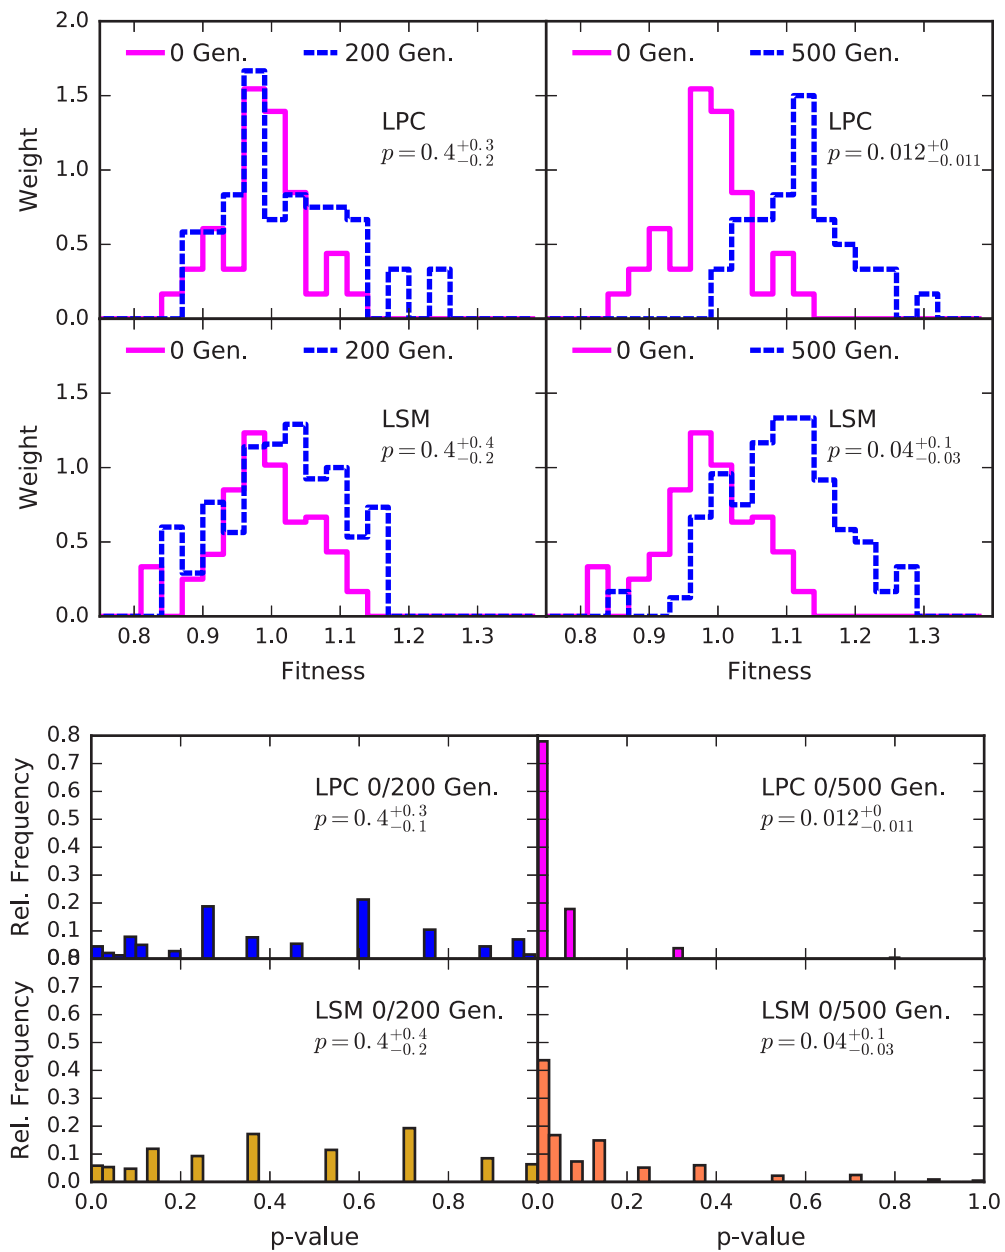 2.0
1.5
1.0
0.5
0.0
Weight
0 Gen.
200 Gen.
LPC
p = 0.4 +0.3 −0.2
0 Gen.
500 Gen.
LPC
p = 0.012 +0 −0.011
1.5
1.0
0.5
0.0
Weight
0 Gen.
200 Gen.
LSM
p = 0.4 +0.4 −0.2
0 Gen.
500 Gen.
LSM
p = 0.04 +0.1 −0.03
0.8 0.9 1.0 1.1 1.2 1.3
Fitness
0.8 0.9 1.0 1.1 1.2 1.3
Fitness
0.8
0.7
0.6
0.5
0.4
0.3
0.2
0.1
0.0
Rel. Frequency
LPC 0/200 Gen.
p = 0.4 +0.3 −0.1
LPC 0/500 Gen.
p = 0.012 +0 −0.011
0.8
0.7
0.6
0.5
0.4
0.3
0.2
0.1
0.0
Rel. Frequency
LSM 0/200 Gen.
p = 0.4 +0.4 −0.2
LSM 0/500 Gen.
p = 0.04 +0.1 −0.03
0.0 0.2 0.4 0.6 0.8 0.0 0.2 0.4 0.6 0.8 1.0
p-value
p-value